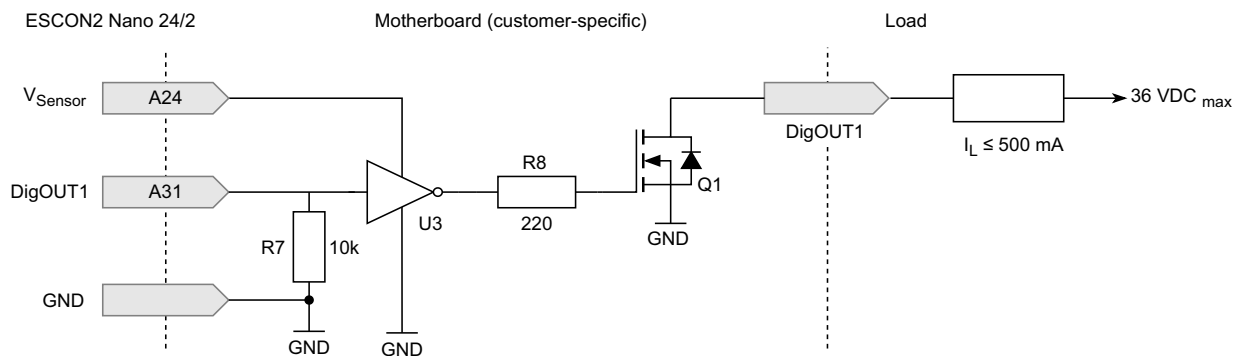 ESCON2 Nano 24/2
Motherboard (customer-specific)
Load
VSensor
A24
DigOUT1
36 VDC max
IL ≤ 500 mA
DigOUT1
A31
R8
220
U3
Q1
GND
R7
10k
GND
GND
GND